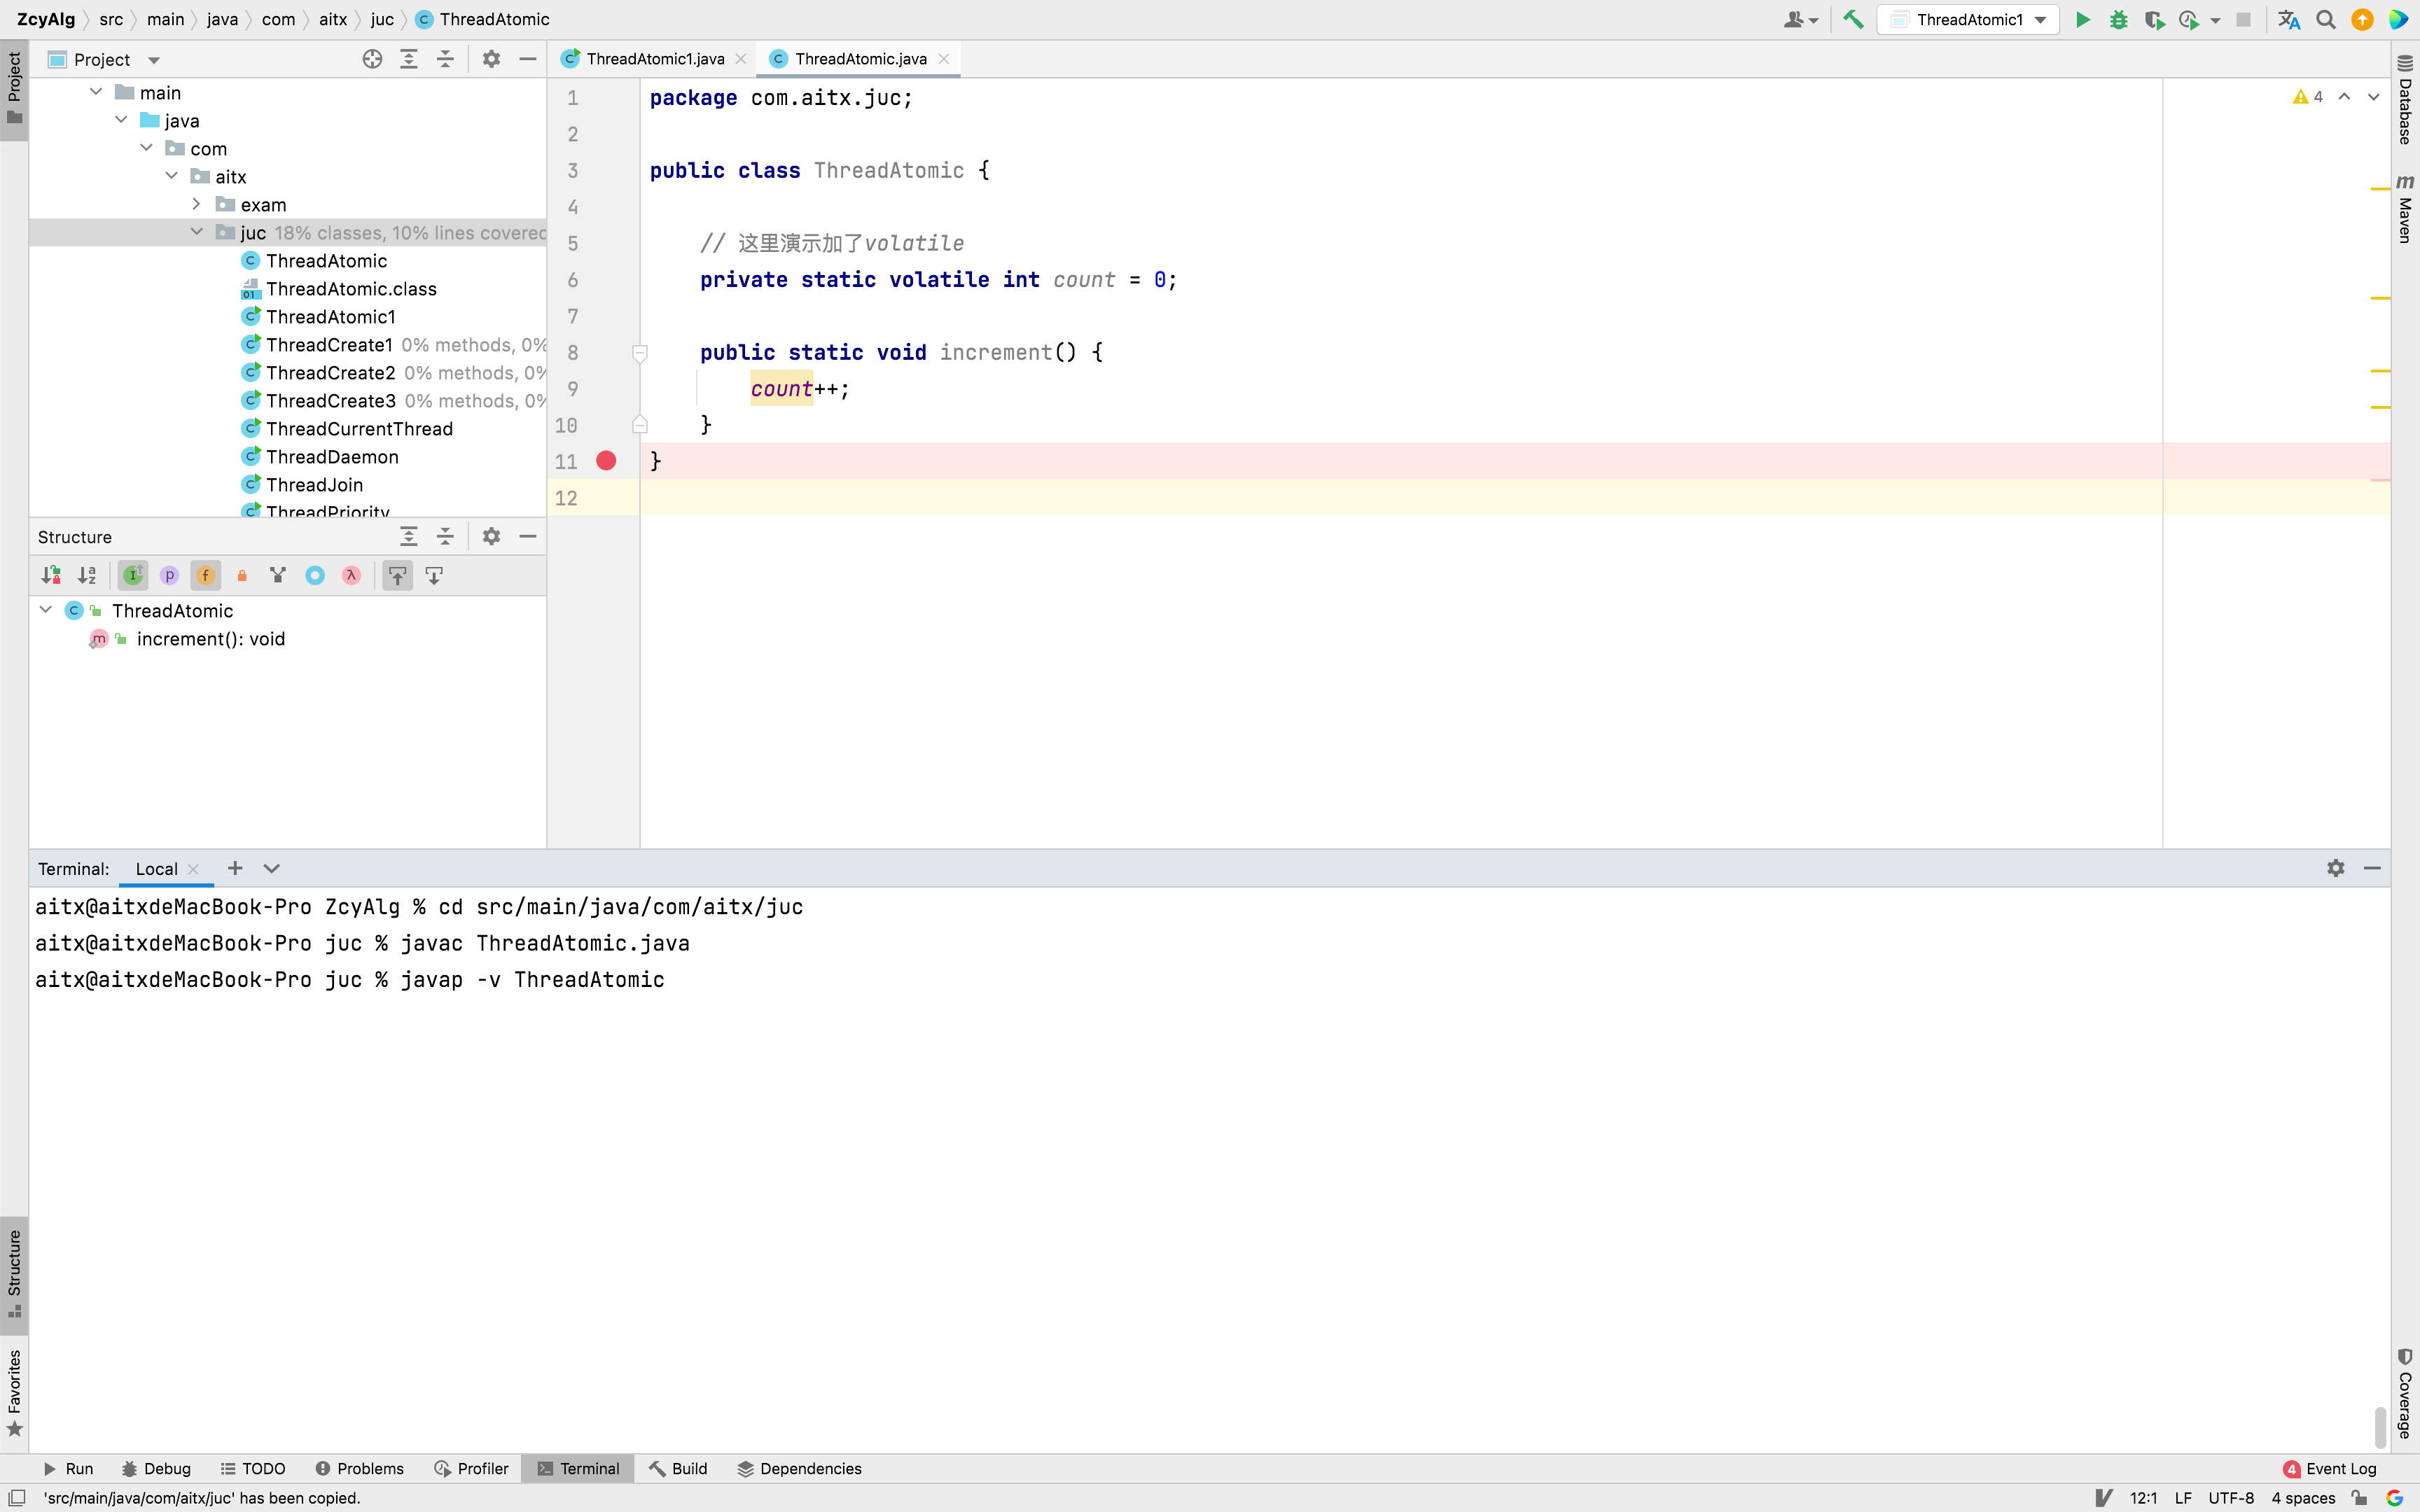 ZcyAlg src main java com aitx juc ThreadAtomic
ThreadAtomic1
Project
main
java
com
aitx
exam
juc 18% classes, 10% lines covered
ThreadAtomic
ThreadAtomic.class
ThreadAtomic1
ThreadCreate1 0% methods, 0%
ThreadCreate2 0% methods, 0%
ThreadCreate3 0% methods, 0%
ThreadCurrentThread
ThreadDaemon
ThreadJoin
ThreadPriority
Structure
ThreadAtomic
increment(): void
ThreadAtomic1.java ThreadAtomic.java
1 package com.aitx.juc;
2
3 public class ThreadAtomic {
4
5 // 这里演示加了volatile
6 private static volatile int count = 0;
7
8 public static void increment() {
9 count++;
10 }
11 }
12
4
Terminal: Local
aitx@aitxdeMacBook-Pro ZcyAlg % cd src/main/java/com/aitx/juc
aitx@aitxdeMacBook-Pro juc % javac ThreadAtomic.java
aitx@aitxdeMacBook-Pro juc % javap -v ThreadAtomic
Project
Structure
Favorites
Database
Maven
Coverage
Run Debug TODO Problems Profiler Terminal Build Dependencies 4 Event Log
'src/main/java/com/aitx/juc' has been copied. 12:1 LF UTF-8 4 spaces